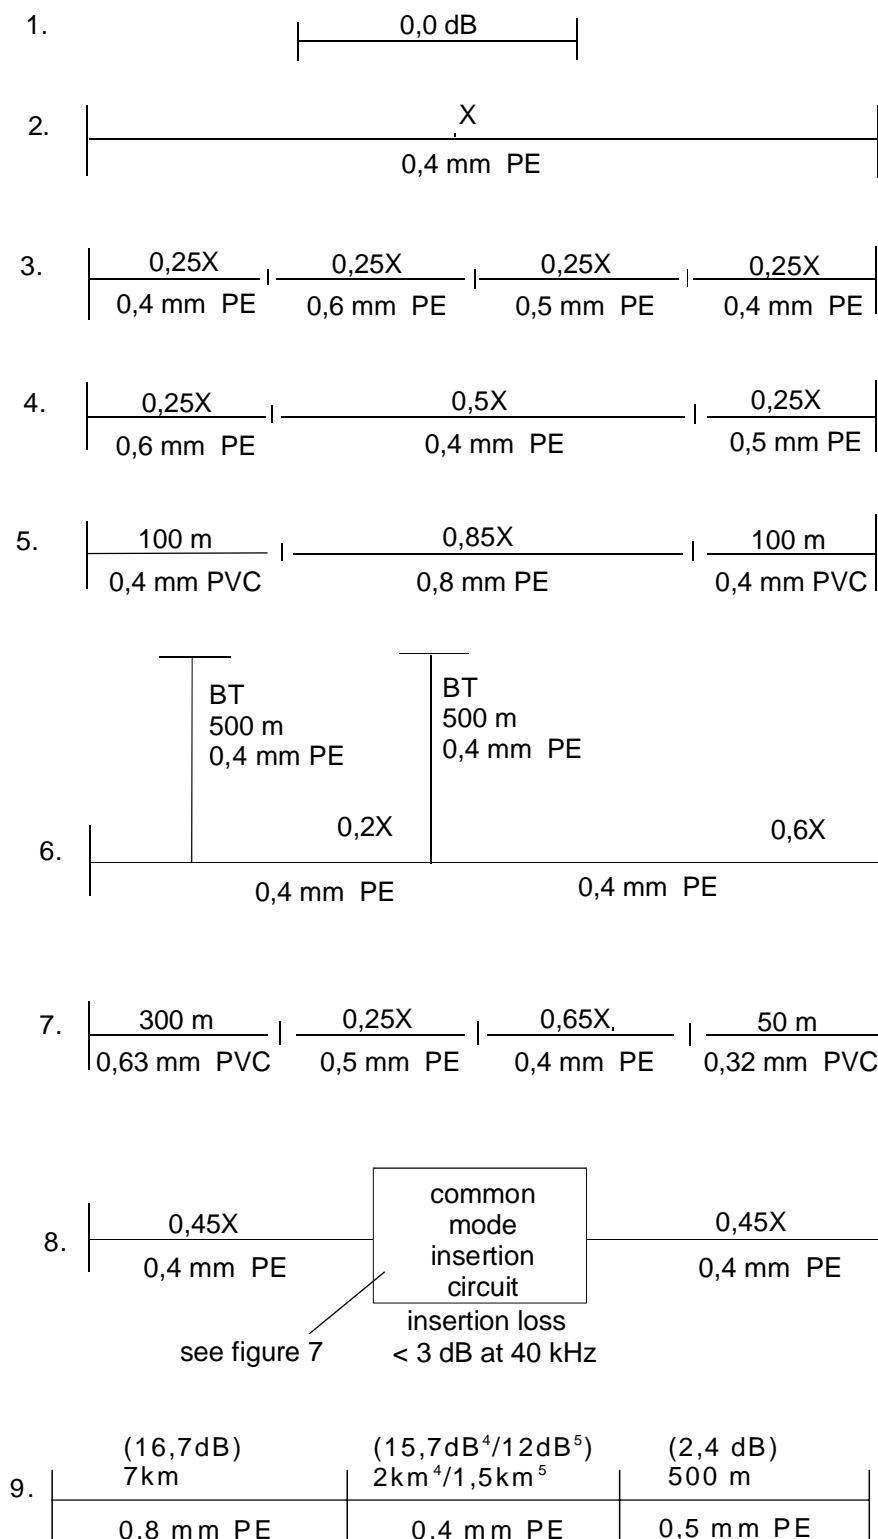 1. 0,0 dB
2. X
0,4 mm PE
3. 0,25X 0,25X 0,25X 0,25X
0,4 mm PE 0,6 mm PE 0,5 mm PE 0,4 mm PE
4. 0,25X 0,5X 0,25X
0,6 mm PE 0,4 mm PE 0,5 mm PE
5. 100 m 0,85X 100 m
0,4 mm PVC 0,8 mm PE 0,4 mm PVC
BT
500 m
0,4 mm PE
BT
500 m
0,4 mm PE
6. 0,2X 0,6X
0,4 mm PE 0,4 mm PE
7. 300 m 0,25X 0,65X 50 m
0,63 mm PVC 0,5 mm PE 0,4 mm PE 0,32 mm PVC
8. 0,45X
0,4 mm PE
common
mode
insertion
circuit
0,45X
0,4 mm PE
insertion loss
< 3 dB at 40 kHz
see figure 7
(16,7dB) (15,7dB⁴/12dB⁵) (2,4 dB)
9. 7km 2km⁴/1,5km⁵ 500 m
0,8 mm PE 0,4 mm PE 0,5 mm PE